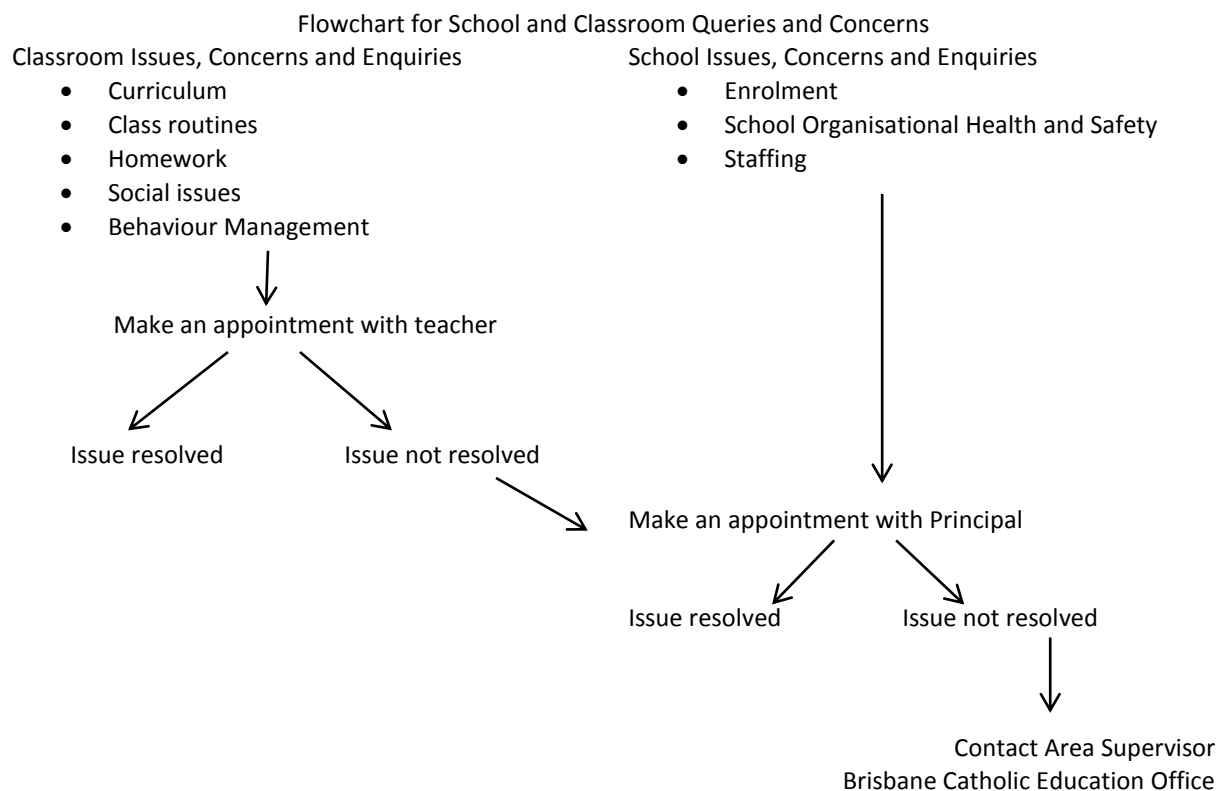 Flowchart for School and Classroom Queries and Concerns
Classroom Issues, Concerns and Enquiries
• Curriculum
• Class routines
• Homework
• Social issues
• Behaviour Management
School Issues, Concerns and Enquiries
• Enrolment
• School Organisational Health and Safety
• Staffing
Make an appointment with teacher
Issue resolved
Issue not resolved
Make an appointment with Principal
Issue resolved
Issue not resolved
Contact Area Supervisor
Brisbane Catholic Education Office